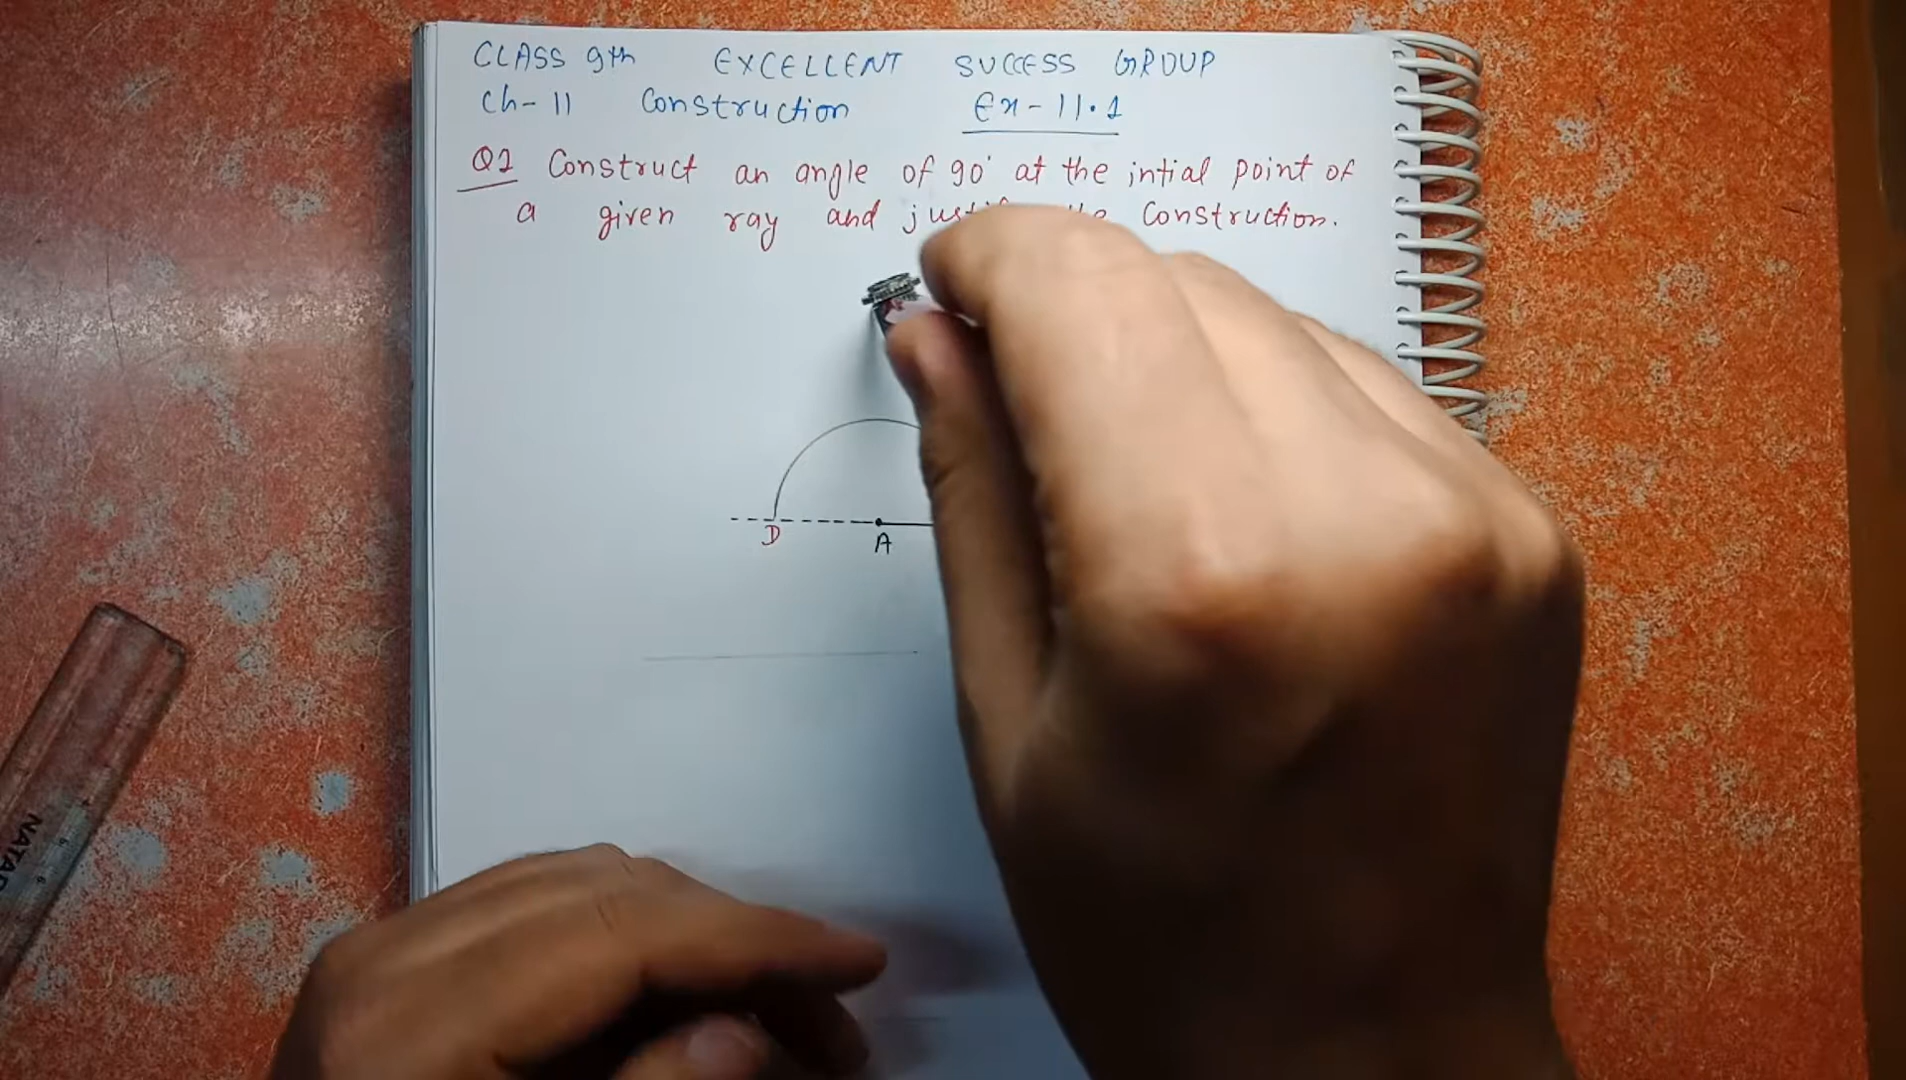 CLASS 9th EXCELLENT SUCCESS GROUP
Ch-11 Construction Ex-11.1
Q1 Construct an angle of 90° at the intial point of
a given ray and Construction.
D A